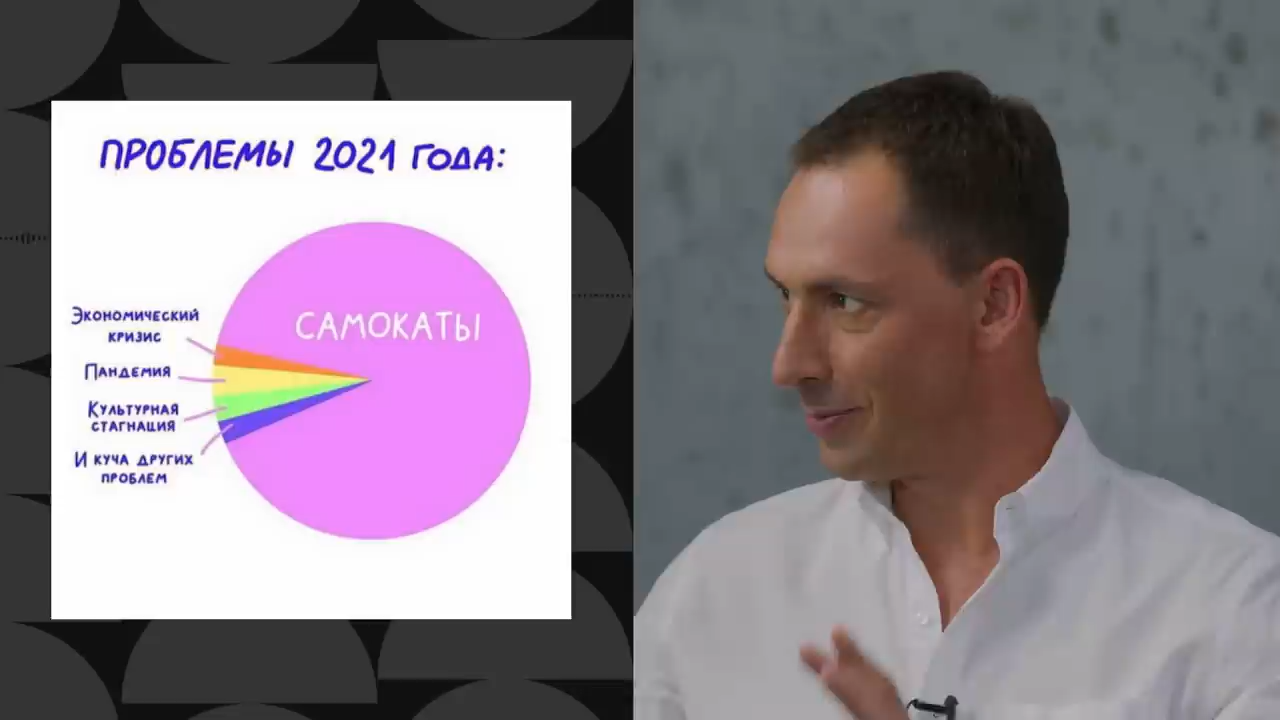 ПРОБЛЕМЫ 2021 ГОДА:
САМОКАТЫ
ЭКОНОМИЧЕСКИЙ
КРИЗИС
ПАНДЕМИЯ
КУЛЬТУРНАЯ
СТАГНАЦИЯ
И КУЧА ДРУГИХ
ПРОБЛЕМ